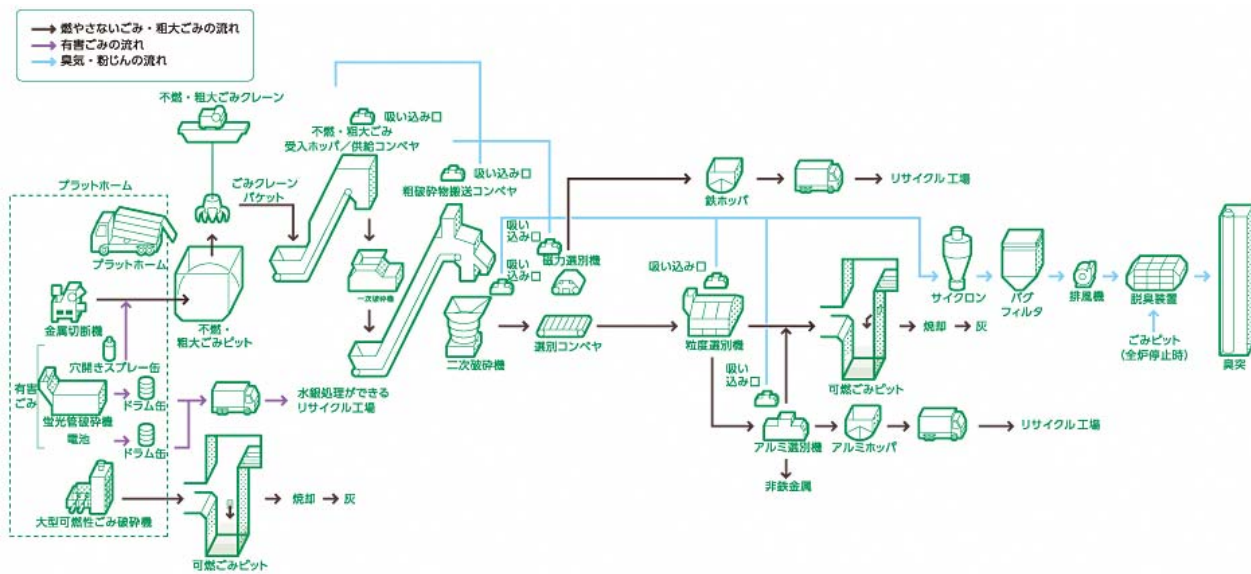 燃やさないごみ・粗大ごみの流れ
有害ごみの流れ
臭気・粉じんの流れ
不燃・粗大ごみクレーン
吸い込み口
不燃・粗大ごみ
受入ホッパ/供給コンベヤ
吸い込み口
粗破砕物搬送コンベヤ
プラットホーム
ごみクレーン
バケット
プラットホーム
金属切断機
不燃・
粗大ごみピット
一次破砕機
穴開きスプレー缶
有害
ごみ
蛍光管破砕機
ドラム缶
電池
ドラム缶
水銀処理ができる
リサイクル工場
大型可燃性ごみ破砕機
可燃ごみピット
焼却
灰
吸い
込み口
磁力選別機
吸い
込み口
二次破砕機
選別コンベヤ
鉄ホッパ
リサイクル工場
吸い込み口
粒度選別機
吸い
込み口
アルミ選別機
非鉄金属
アルミホッパ
リサイクル工場
可燃ごみピット
焼却
灰
サイクロン
バグ
フィルタ
排風機
脱臭装置
ごみピット
(全炉停止時)
臭突